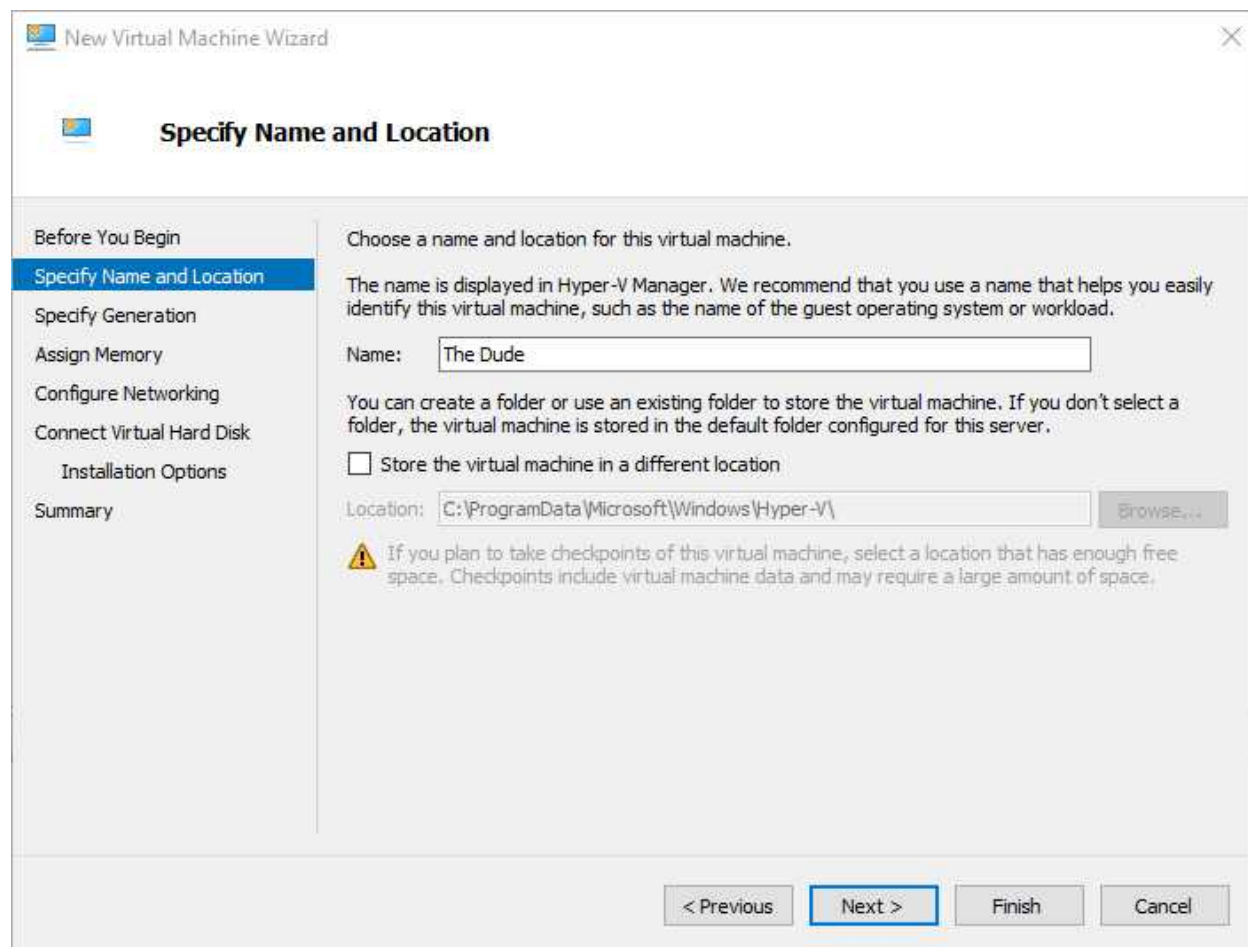 New Virtual Machine Wizard
Specify Name and Location
Before You Begin
Specify Name and Location
Specify Generation
Assign Memory
Configure Networking
Connect Virtual Hard Disk
Installation Options
Summary
Choose a name and location for this virtual machine.
The name is displayed in Hyper-V Manager. We recommend that you use a name that helps you easily
identify this virtual machine, such as the name of the guest operating system or workload.
Name: The Dude
You can create a folder or use an existing folder to store the virtual machine. If you don't select a
folder, the virtual machine is stored in the default folder configured for this server.
Store the virtual machine in a different location
Location: C:\ProgramData\Microsoft\Windows\Hyper-V\ Browse...
If you plan to take checkpoints of this virtual machine, select a location that has enough free
space. Checkpoints include virtual machine data and may require a large amount of space.
< Previous Next > Finish Cancel